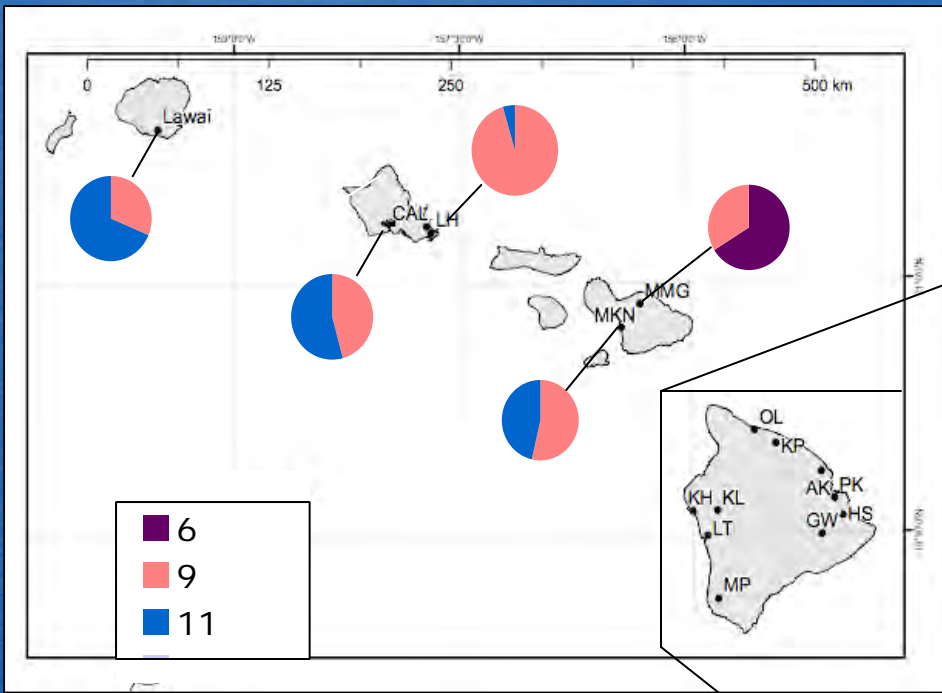 0 125 250 500 km
Lawai
CAL
LH
MMG
MKN
6
9
11
OL
KP
AK
PK
KH
KL
HS
GW
LT
MP